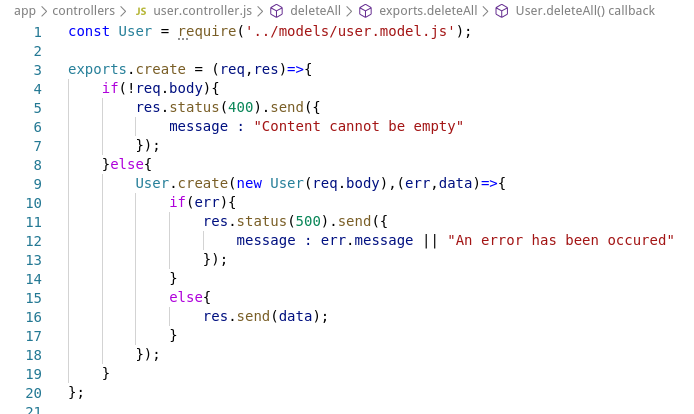 app > controllers > JS user.controller.js > deleteAll > exports.deleteAll > User.deleteAll() callback
1 const User = require('../models/user.model.js');
2
3 exports.create = (req,res)=>{
4 if(!req.body){
5 res.status(400).send({
6 message : "Content cannot be empty"
7 });
8 }else{
9 User.create(new User(req.body),(err,data)=>{
10 if(err){
11 res.status(500).send({
12 message : err.message || "An error has been occured"
13 });
14 }
15 else{
16 res.send(data);
17 }
18 });
19 }
20 };
21